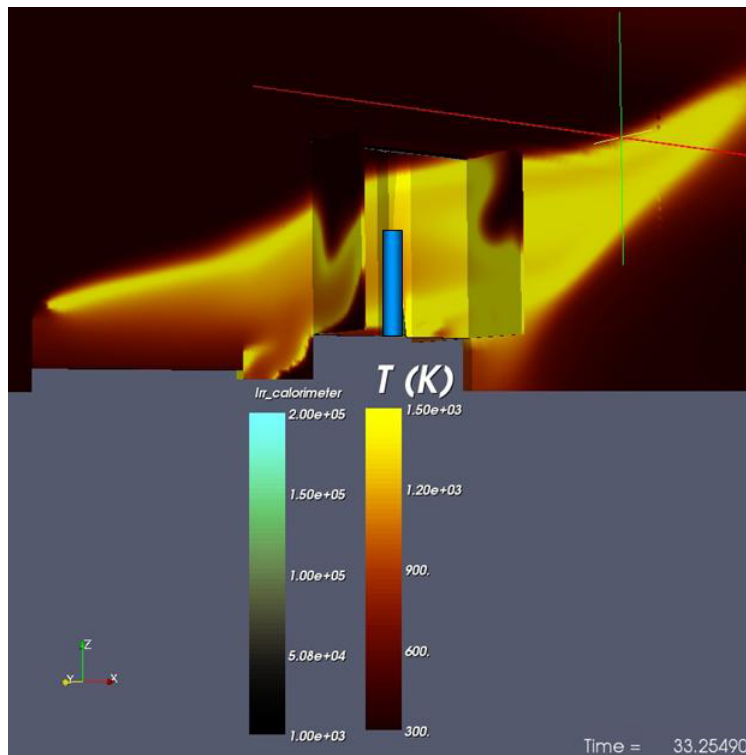 Irr_calorimeter
2.00e+05
1.50e+05
1.00e+05
5.08e+04
1.00e+03
T (K)
1.50e+03
1.20e+03
900.
600.
300.
Z
Y
X
Time = 33.25490